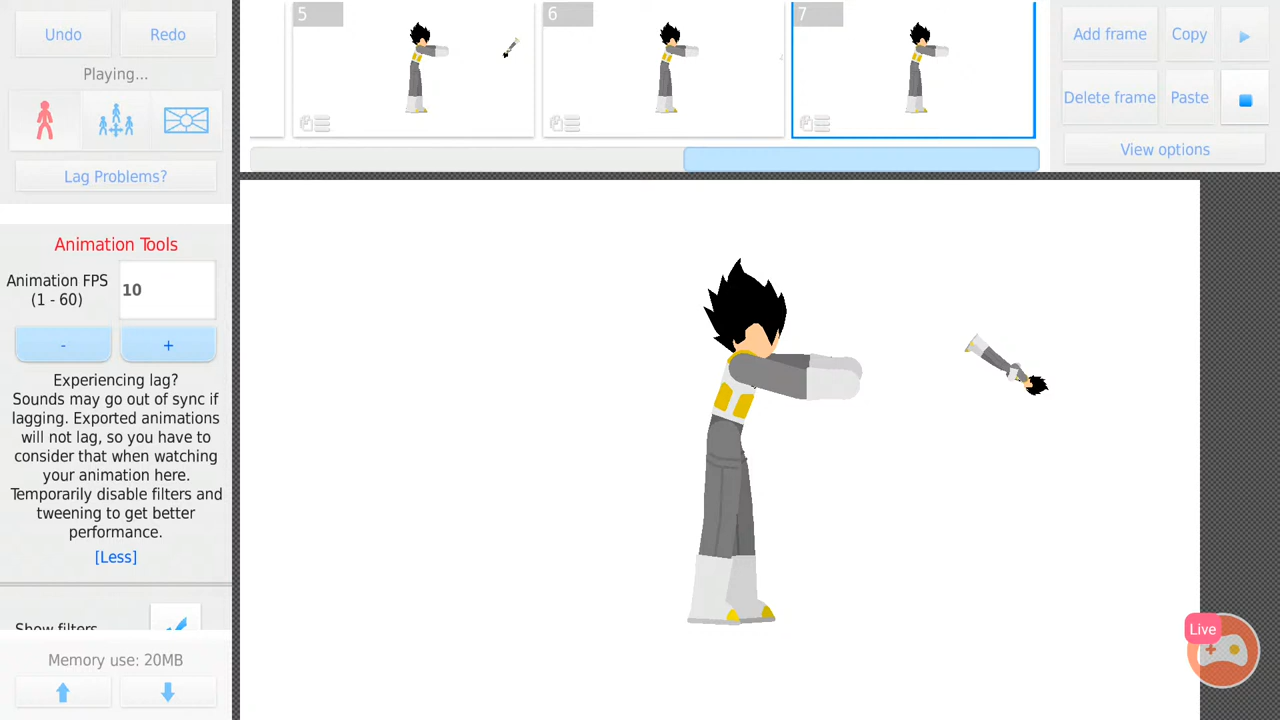 Undo
Redo
Playing...
Lag Problems?
5
6
7
Add frame
Copy
Delete frame
Paste
View options
Animation Tools
Animation FPS
(1 - 60)
10
-
+
Experiencing lag?
Sounds may go out of sync if
lagging. Exported animations
will not lag, so you have to
consider that when watching
your animation here.
Temporarily disable filters and
tweening to get better
performance.
[Less]
Show filters
Memory use: 20MB
Live